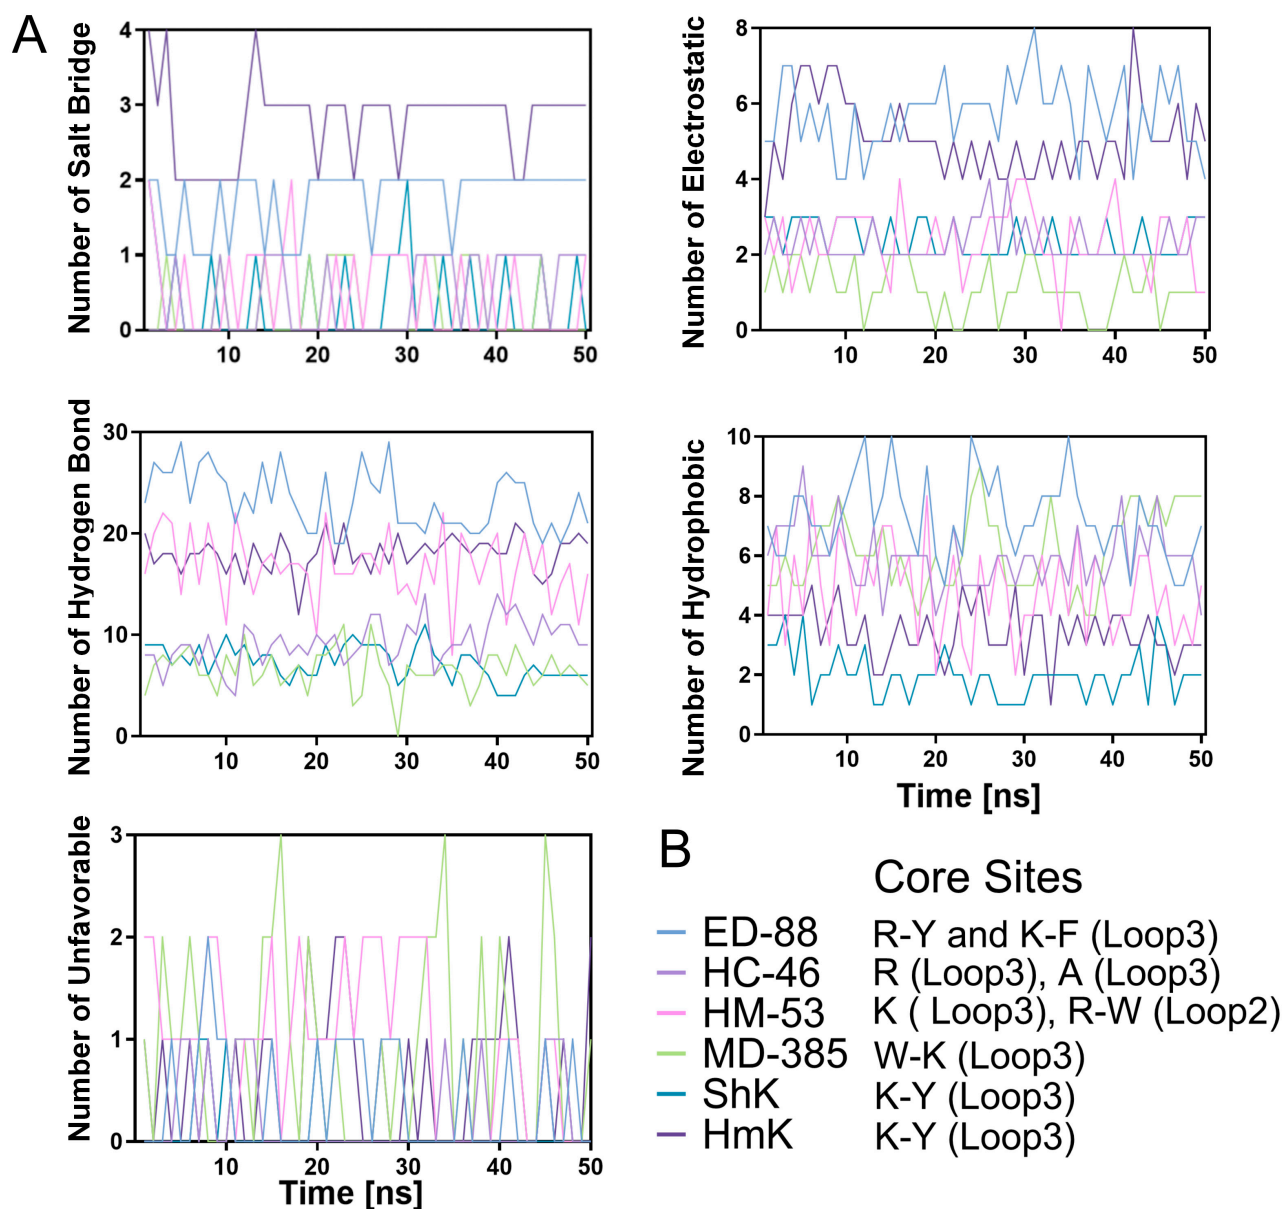 A
Number of Salt Bridge
4
3
2
1
0
10 20 30 40 50
Number of Electrostatic
8
6
4
2
0
10 20 30 40 50
Number of Hydrogen Bond
30
20
10
0
10 20 30 40 50
Number of Hydrophobic
10
8
6
4
2
0
10 20 30 40 50
Time [ns]
Number of Unfavorable
3
2
1
0
10 20 30 40 50
Time [ns]
B
Core Sites
ED-88 R-Y and K-F (Loop3)
HC-46 R (Loop3), A (Loop3)
HM-53 K ( Loop3), R-W (Loop2)
MD-385 W-K (Loop3)
ShK K-Y (Loop3)
HmK K-Y (Loop3)